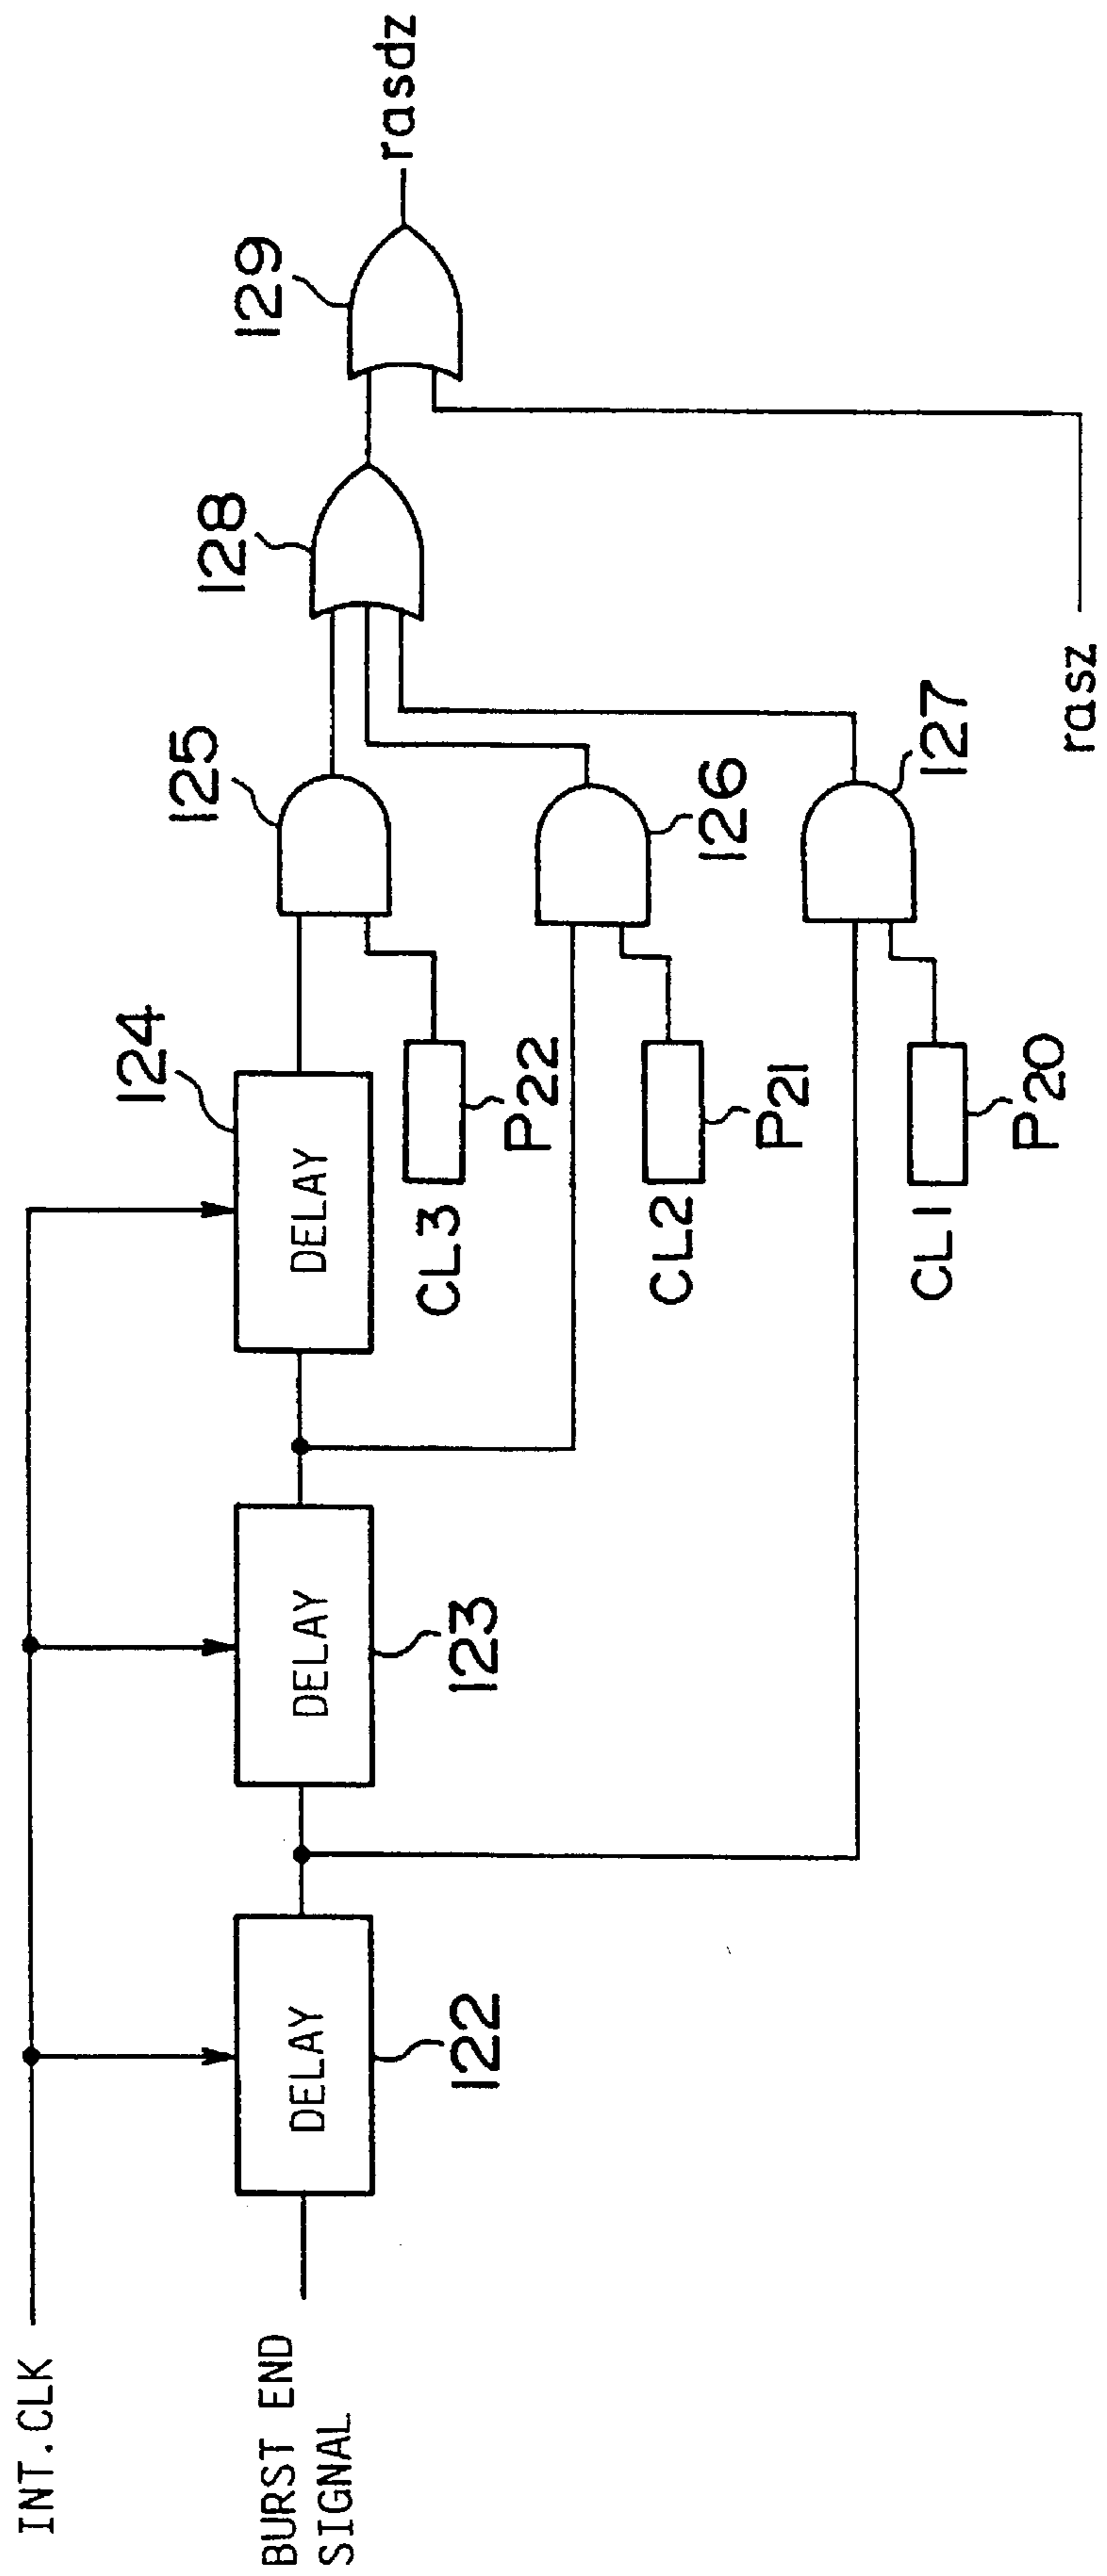 INT.CLK
BURST END
SIGNAL
DELAY
122
DELAY
123
DELAY
124
CL3
P22
CL2
P21
CL1
P20
125
126
127
128
129
rasz
rasdz